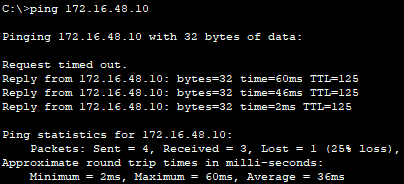 C:\>ping 172.16.48.10
Pinging 172.16.48.10 with 32 bytes of data:
Request timed out.
Reply from 172.16.48.10: bytes=32 time=60ms TTL=125
Reply from 172.16.48.10: bytes=32 time=46ms TTL=125
Reply from 172.16.48.10: bytes=32 time=2ms TTL=125
Ping statistics for 172.16.48.10:
    Packets: Sent = 4, Received = 3, Lost = 1 (25% loss),
Approximate round trip times in milli-seconds:
    Minimum = 2ms, Maximum = 60ms, Average = 36ms